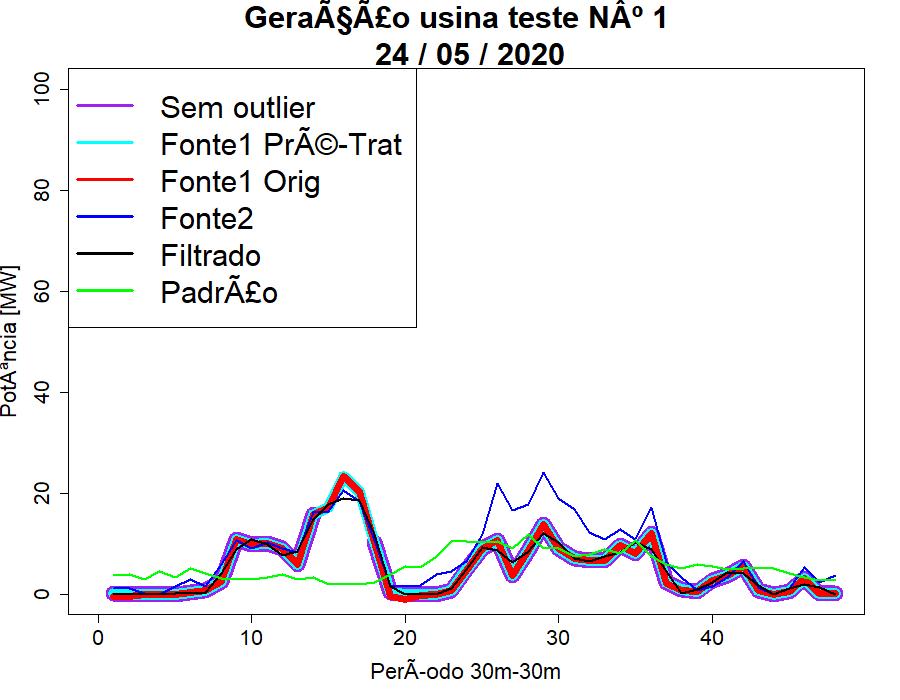 GeraÃ§Ã£o usina teste NÂº 1
24 / 05 / 2020
Sem outlier
Fonte1 PrÃ©-Trat
Fonte1 Orig
Fonte2
Filtrado
PadrÃ£o
PotÃªncia [MW]
100
80
60
40
20
0
0 10 20 30 40
PerÃ­odo 30m-30m